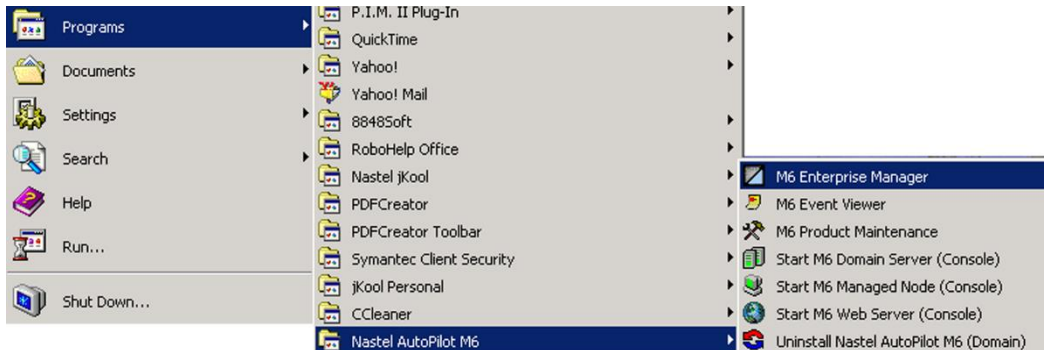 Programs
Documents
Settings
Search
Help
Run...
Shut Down...
P.I.M. II Plug-In
QuickTime
Yahoo!
Yahoo! Mail
8848Soft
RoboHelp Office
Nastel jKool
PDFCreator
PDFCreator Toolbar
Symantec Client Security
jKool Personal
CCleaner
Nastel AutoPilot M6
M6 Enterprise Manager
M6 Event Viewer
M6 Product Maintenance
Start M6 Domain Server (Console)
Start M6 Managed Node (Console)
Start M6 Web Server (Console)
Uninstall Nastel AutoPilot M6 (Domain)